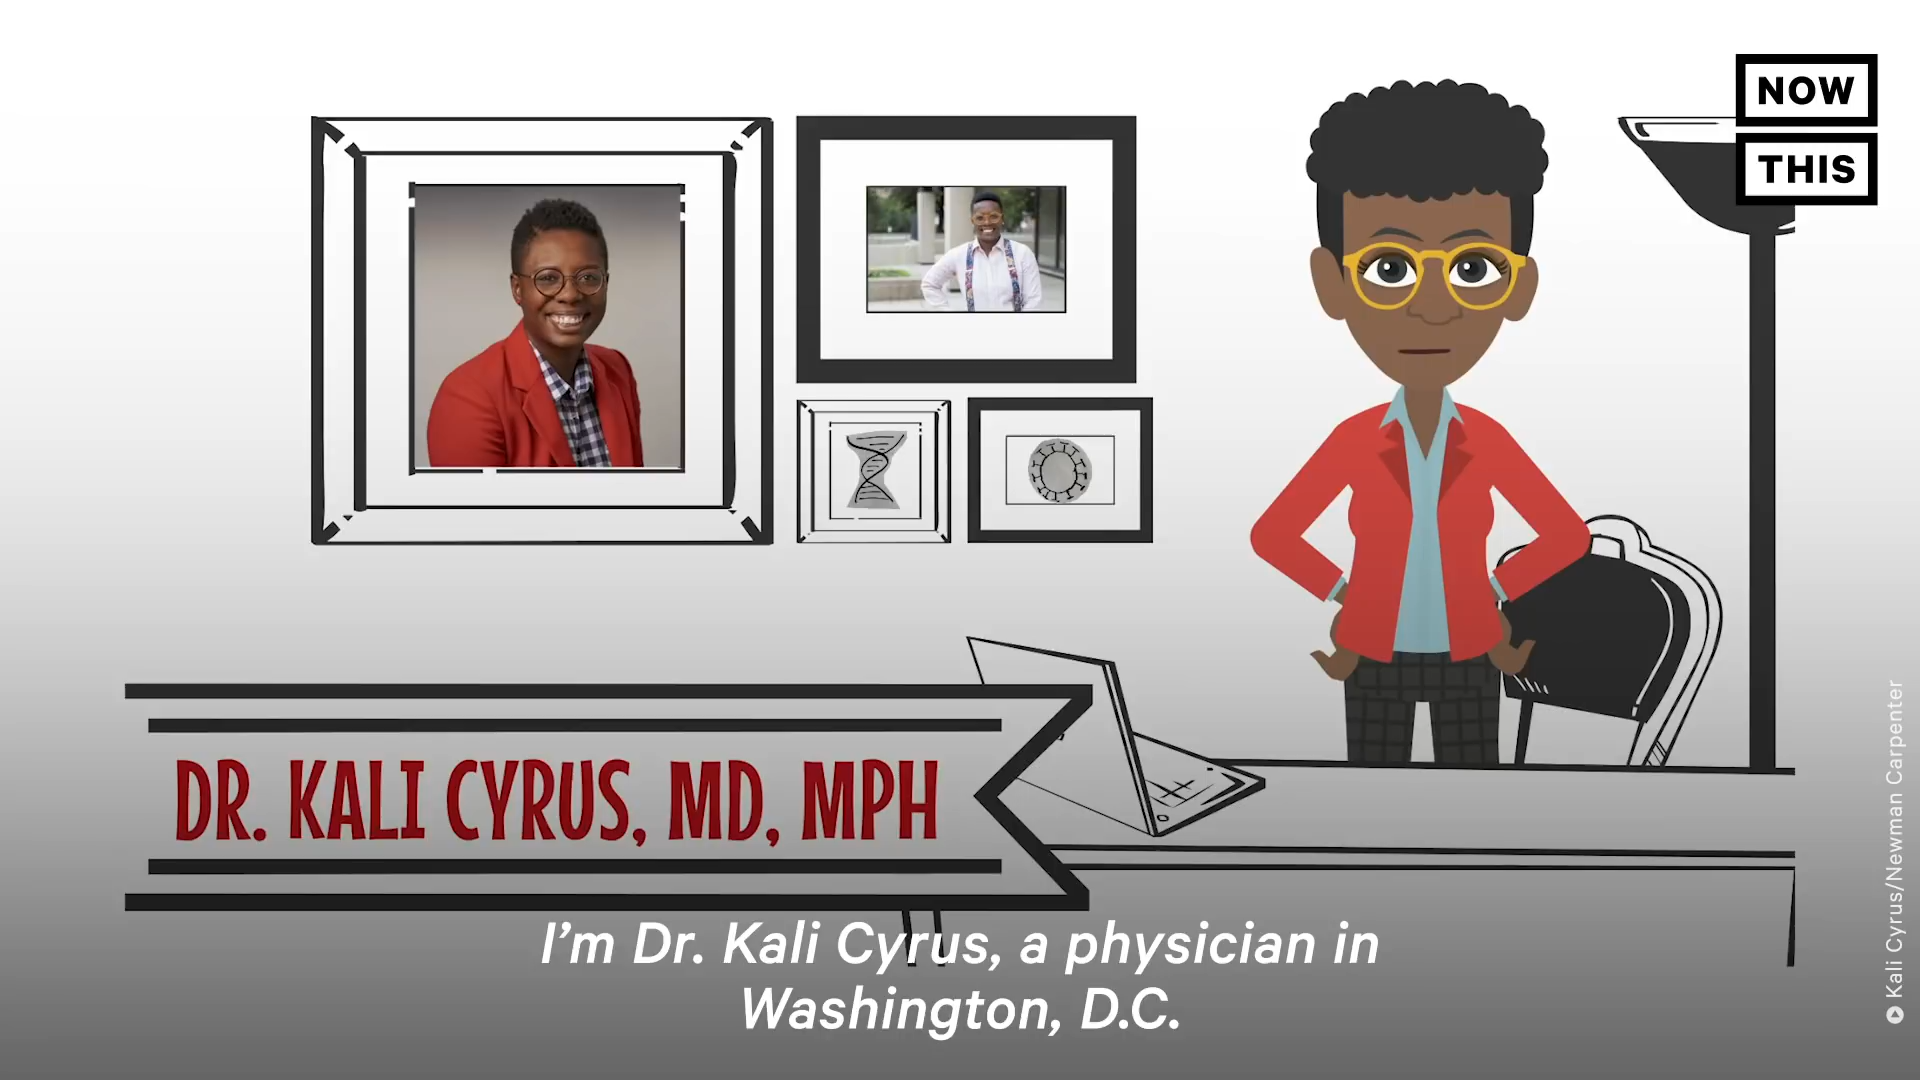 NOW
THIS
DR. KALI CYRUS, MD, MPH
I'm Dr. Kali Cyrus, a physician in
Washington, D.C.
Kali Cyrus/Newman Carpenter